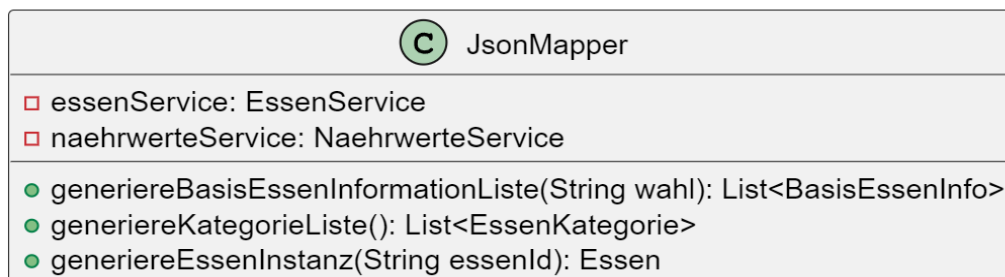 C JsonMapper
essenService: EssenService
naehrwerteService: NaehrwerteService
generiereBasisEssenInformationListe(String wahl): List<BasisEssenInfo>
generiereKategorieListe(): List<EssenKategorie>
generiereEssenInstanz(String essenId): Essen